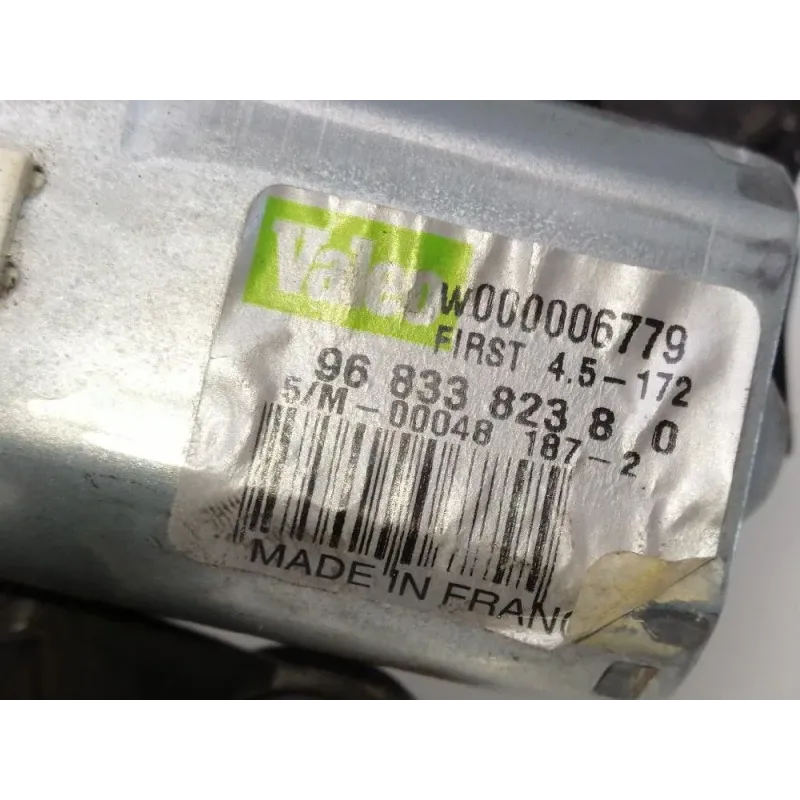 Valeo
W000006779
FIRST 4.5-172
96 833 823 8 0
5/M-00048 187-2
MADE IN FRANC